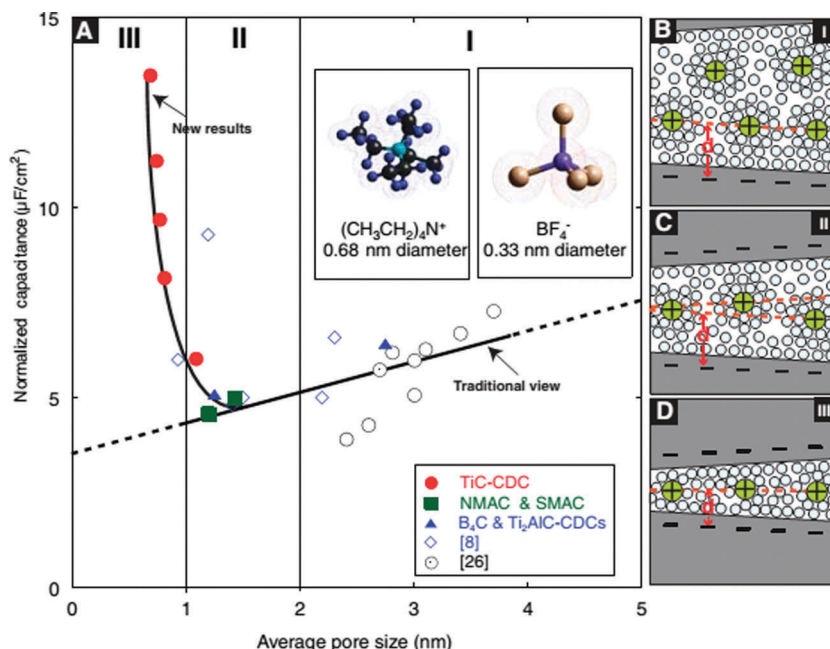 A
III
II
I
15
10
5
0
Normalized capacitance (µF/cm²)
New results
(CH₃CH₂)₄N⁺
0.68 nm diameter
BF₄⁻
0.33 nm diameter
Traditional view
TiC-CDC
NMAC & SMAC
B₄C & Ti₂AlC-CDCs
[8]
[26]
0 1 2 3 4 5
Average pore size (nm)
B
I
d
C
II
d
D
III
d